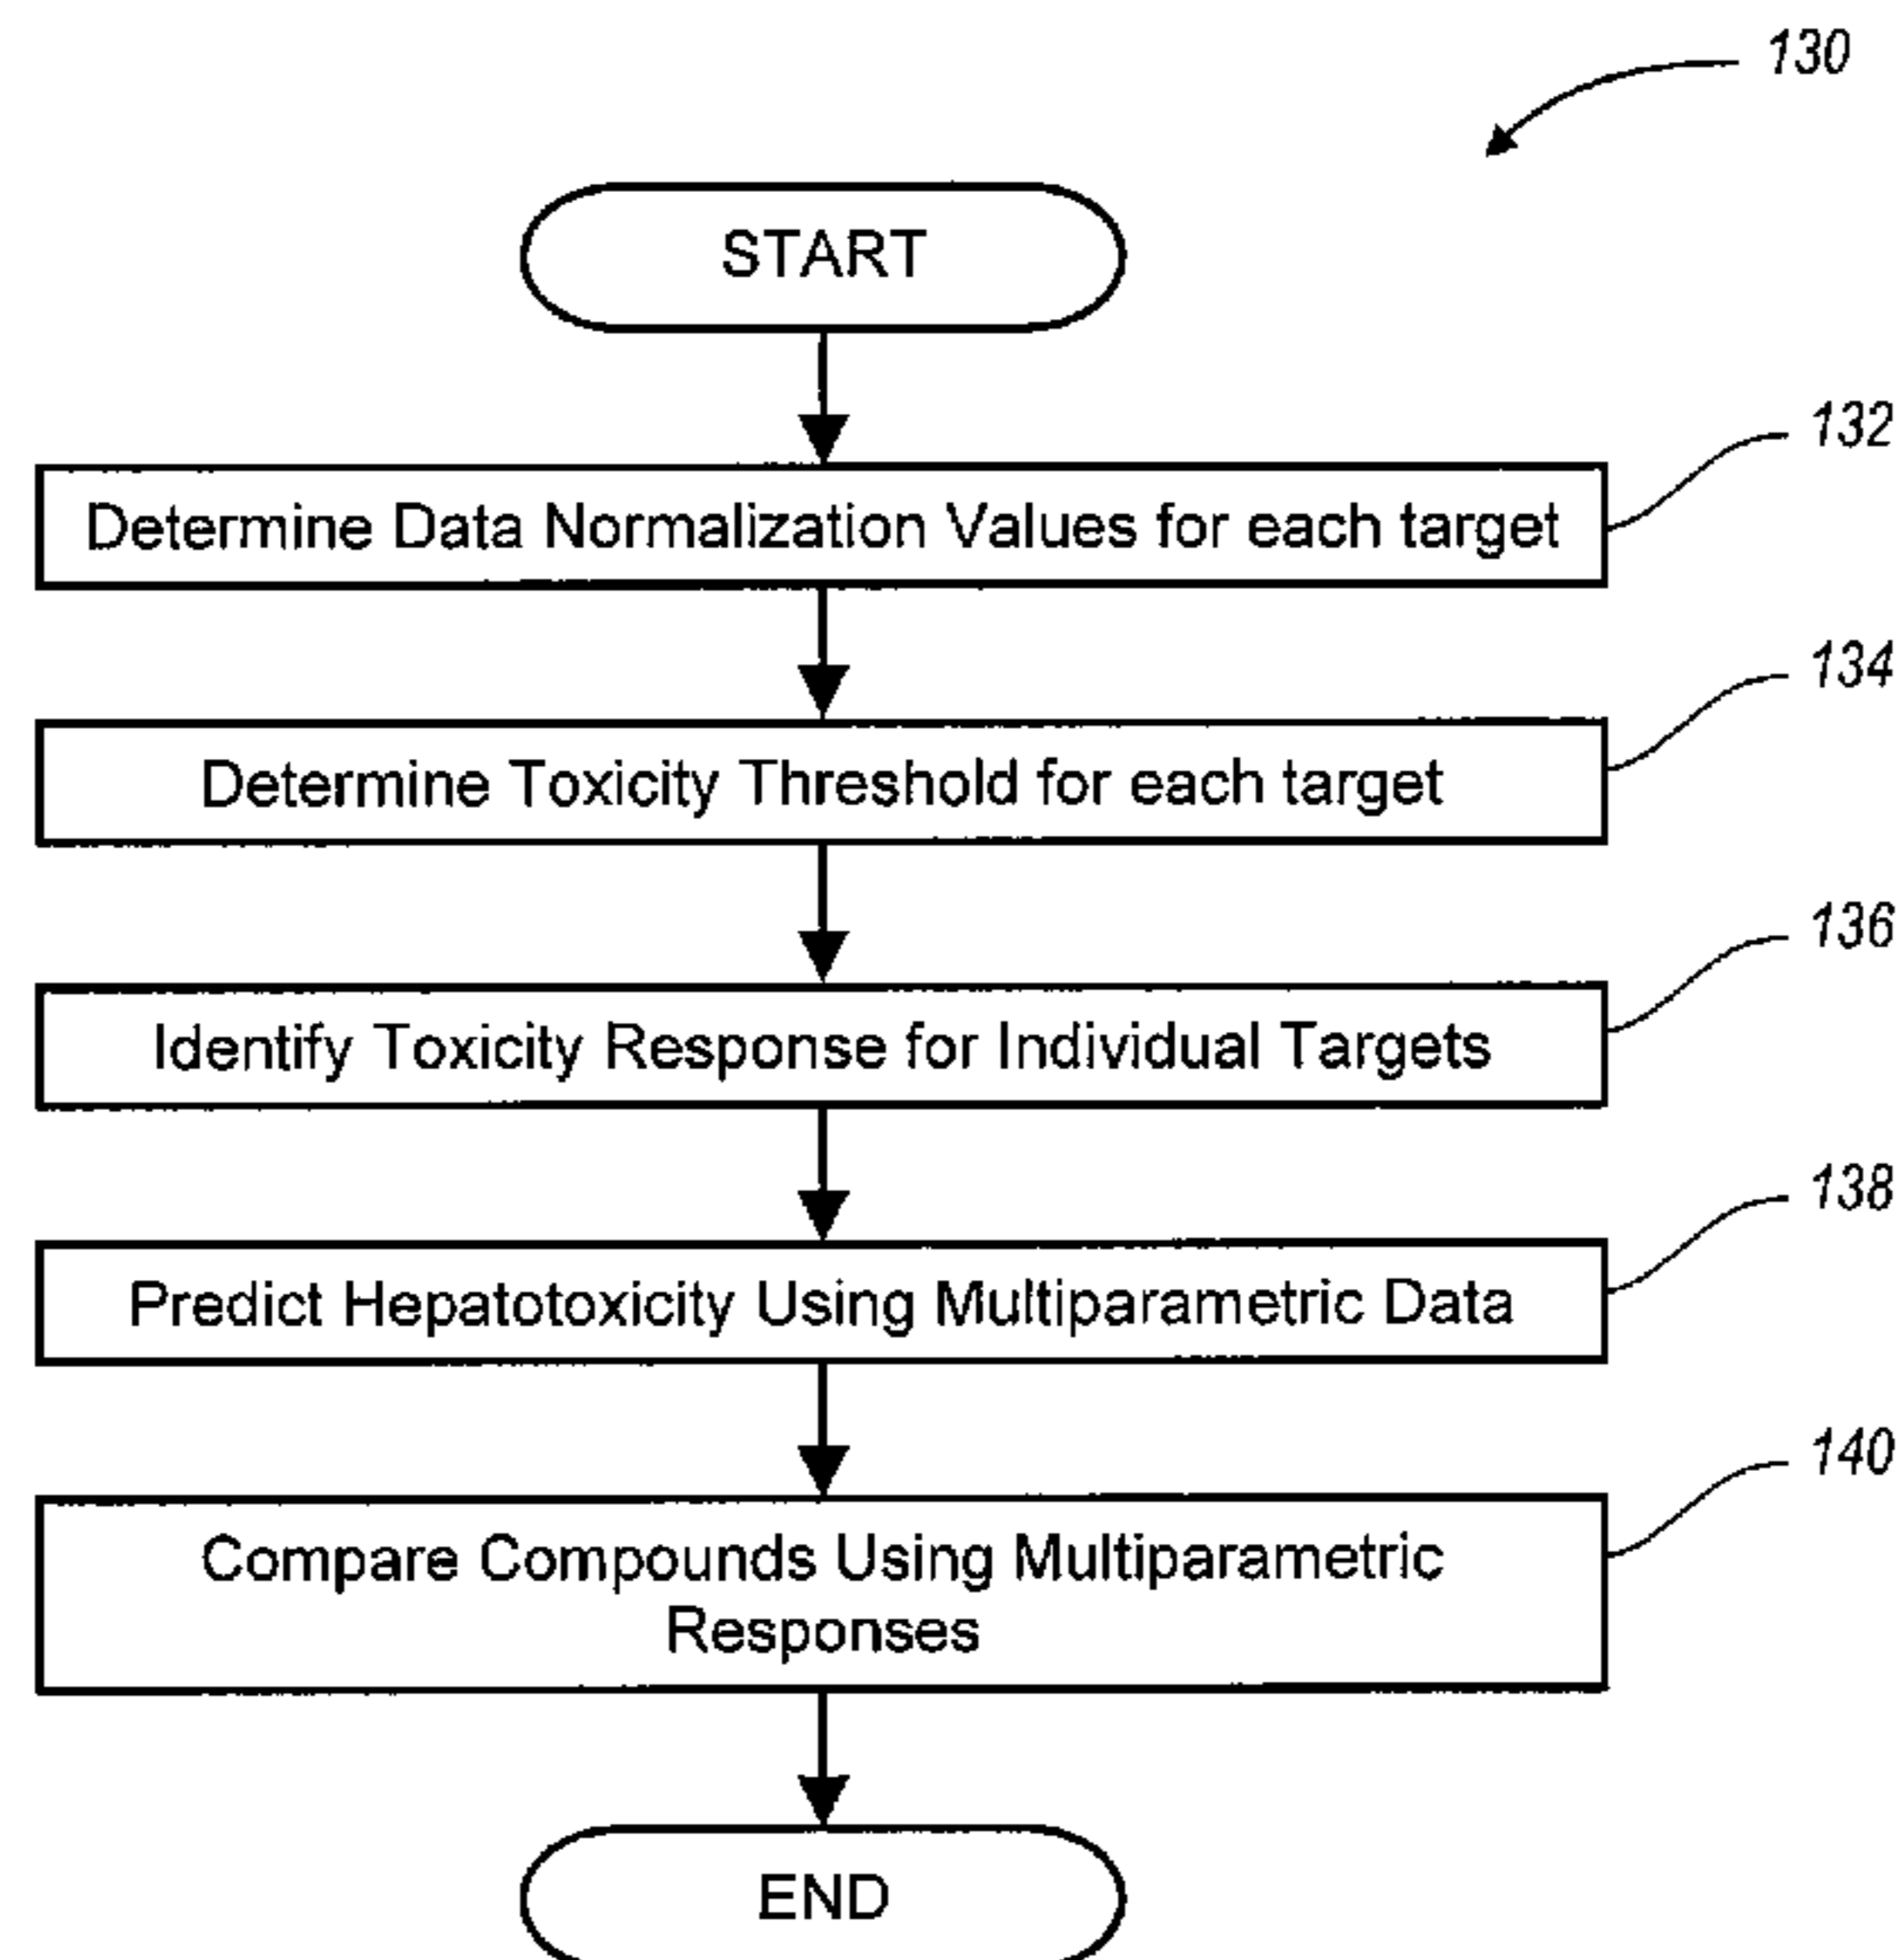 130
START
132
Determine Data Normalization Values for each target
134
Determine Toxicity Threshold for each target
136
Identify Toxicity Response for Individual Targets
138
Predict Hepatotoxicity Using Multiparametric Data
140
Compare Compounds Using Multiparametric
Responses
END